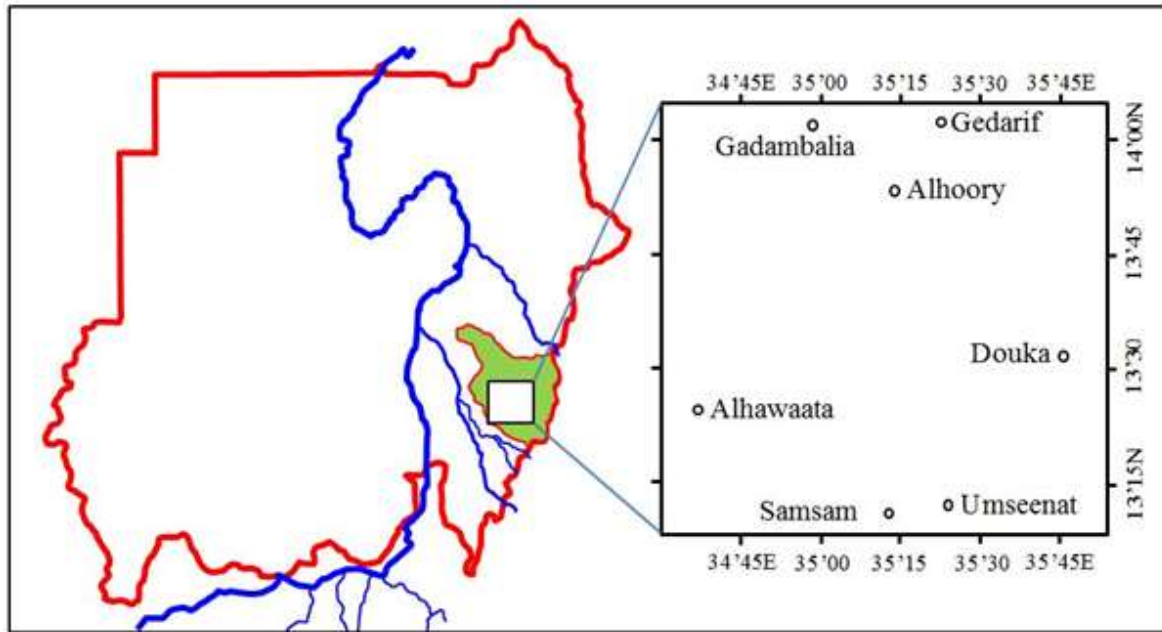 34’45E 35’00 35’15 35’30 35’45E
Gedarif
Gadambalia
14’00N
Alhoory
13’45
Douka
13’30
Alhawaata
13’15N
Umseenat
Samsam
34’45E 35’00 35’15 35’30 35’45E